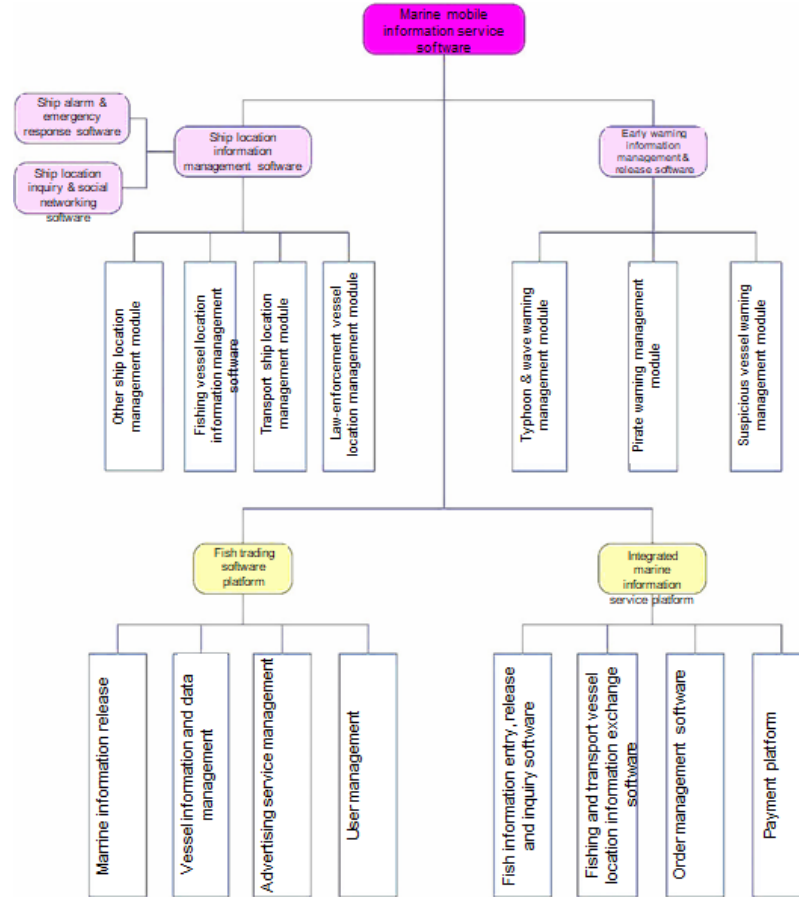 Marine mobile
information service
software
Ship alarm &
emergency
response software
Ship location
inquiry & social
networking
software
Ship location
information
management software
Early warning
information
management &
release software
Other ship location
management module
Fishing vessel location
information management
software
Transport ship location
management module
Law-enforcement vessel
location management module
Typhoon & wave warning
management module
Pirate warning management
module
Suspicious vessel warning
management module
Fish trading
software
platform
Integrated
marine
information
service platform
Marrine information release
Vessel information and data
management
Advertising service management
User management
Fish information entry, release
and inquiry software
Fishing and transport vessel
location information exchange
software
Order management software
Payment platform